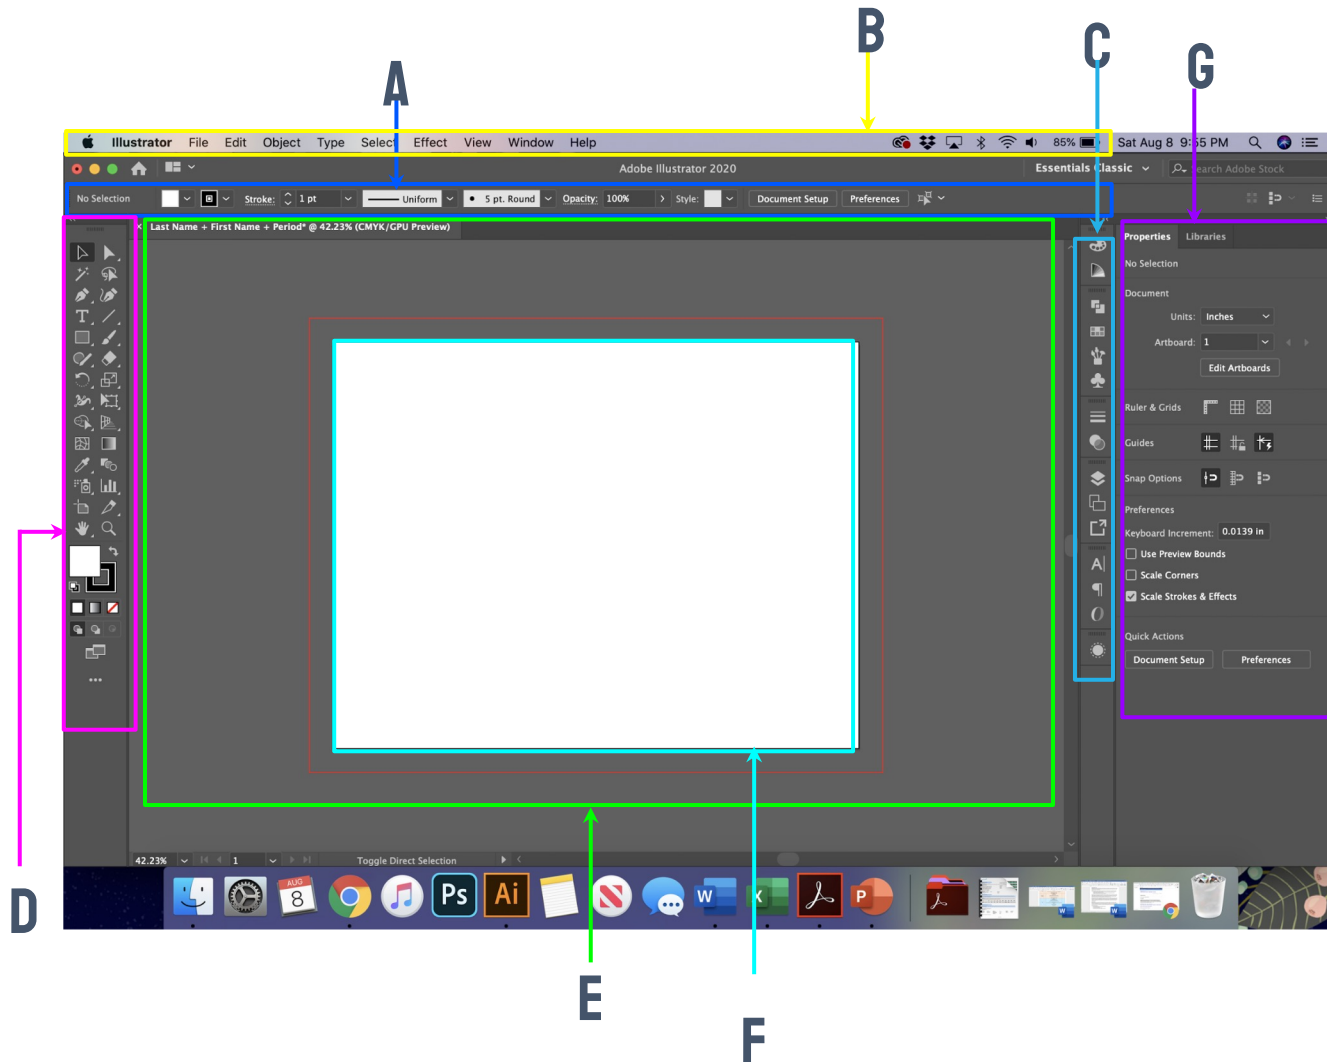 B
C
G
A
Illustrator File Edit Object Type Select Effect View Window Help 85% Sat Aug 8 9:55 PM
Adobe Illustrator 2020 Essentials Classic Search Adobe Stock
No Selection Stroke: 1 pt Uniform 5 pt. Round Opacity: 100% Style: Document Setup Preferences
× Last Name + First Name + Period* @ 42.23% (CMYK/GPU Preview)
Properties Libraries
No Selection
Document
Units: Inches
Artboard: 1
Edit Artboards
Ruler & Grids
Guides
Snap Options
Preferences
Keyboard Increment: 0.0139 in
Use Preview Bounds
Scale Corners
Scale Strokes & Effects
Quick Actions
Document Setup Preferences
42.23% 1 Toggle Direct Selection
AUG
8
Ps
Ai
W
X
P
W
W
D
E
F